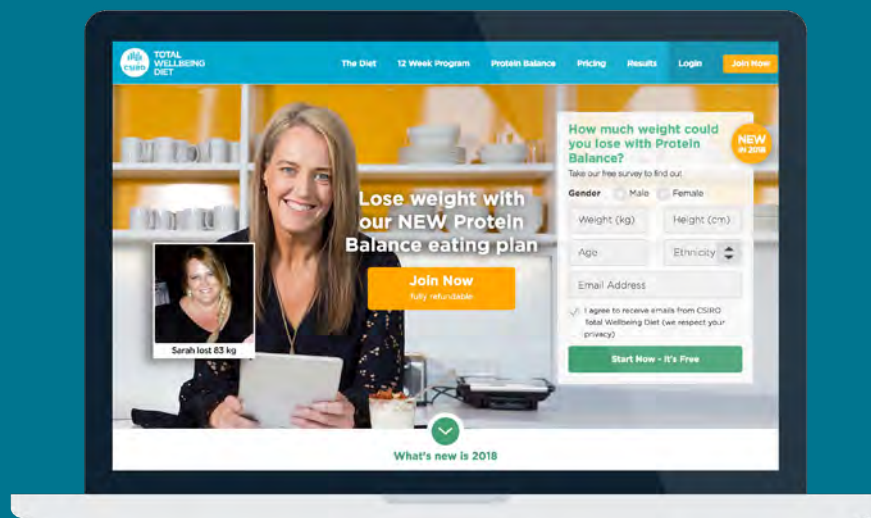 CSIRO
TOTAL
WELLBEING
DIET
The Diet 12 Week Program Protein Balance Pricing Results Login Join Now
Lose weight with
our NEW Protein
Balance eating plan
Join Now
fully refundable
Sarah lost 83 kg
How much weight could
you lose with Protein
Balance?
NEW
IN 2018
Take our free survey to find out
Gender Male Female
Weight (kg) Height (cm)
Age Ethnicity
Email Address
I agree to receive emails from CSIRO
Total Wellbeing Diet (we respect your
privacy)
Start Now - It's Free
What's new is 2018